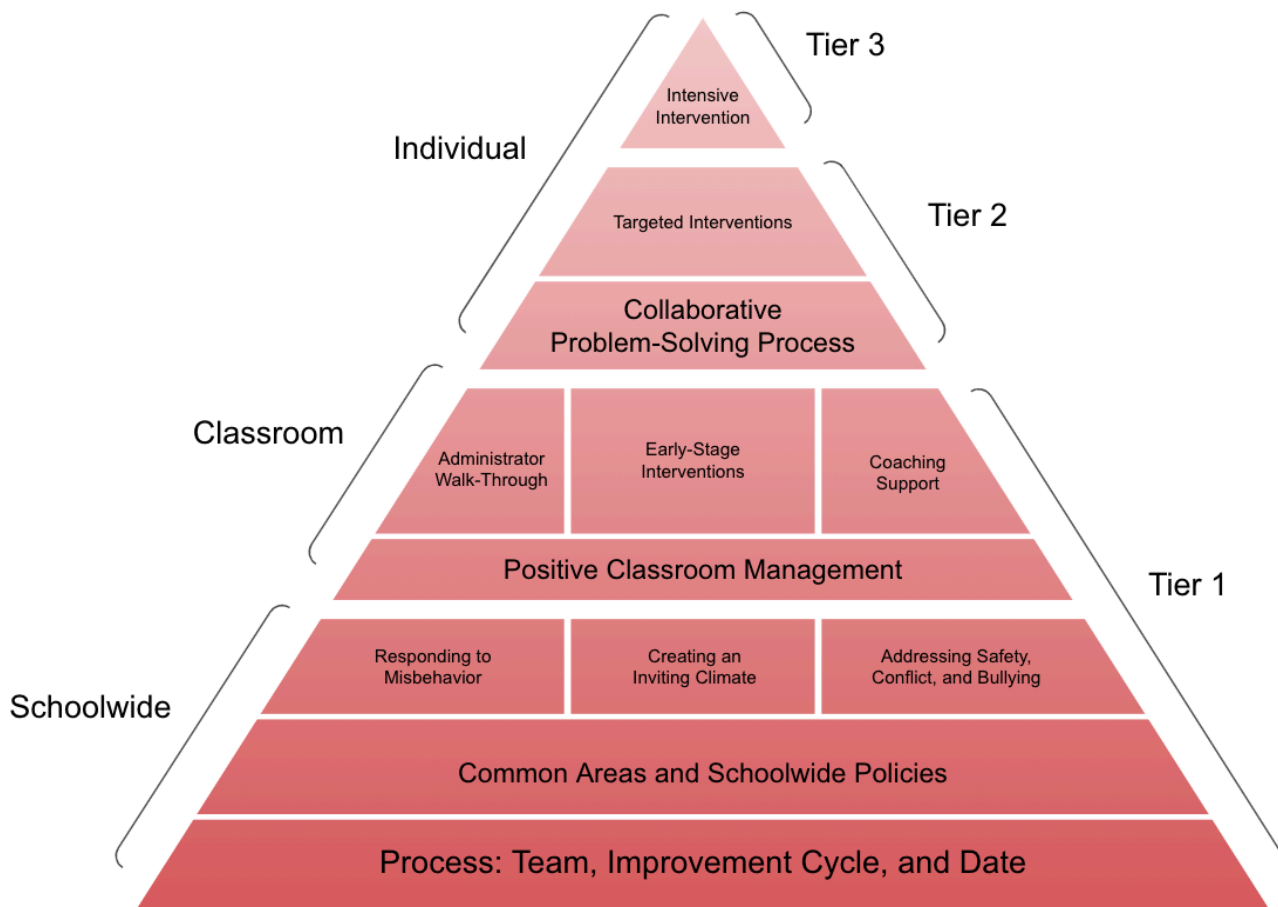 Tier 3
Intensive
Intervention
Individual
Tier 2
Targeted Interventions
Collaborative
Problem-Solving Process
Classroom
Administrator
Walk-Through
Early-Stage
Interventions
Coaching
Support
Positive Classroom Management
Tier 1
Responding to
Misbehavior
Creating an
Inviting Climate
Addressing Safety,
Conflict, and Bullying
Schoolwide
Common Areas and Schoolwide Policies
Process: Team, Improvement Cycle, and Date